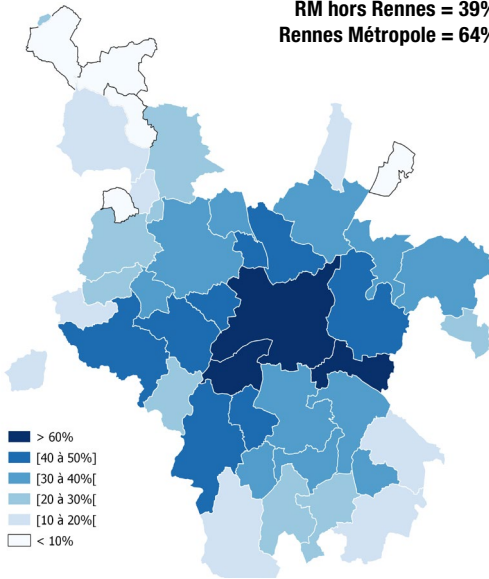 RM hors Rennes = 39%
Rennes Métropole = 64%
> 60%
[40 à 50%]
[30 à 40%[
[20 à 30%[
[10 à 20%[
< 10%